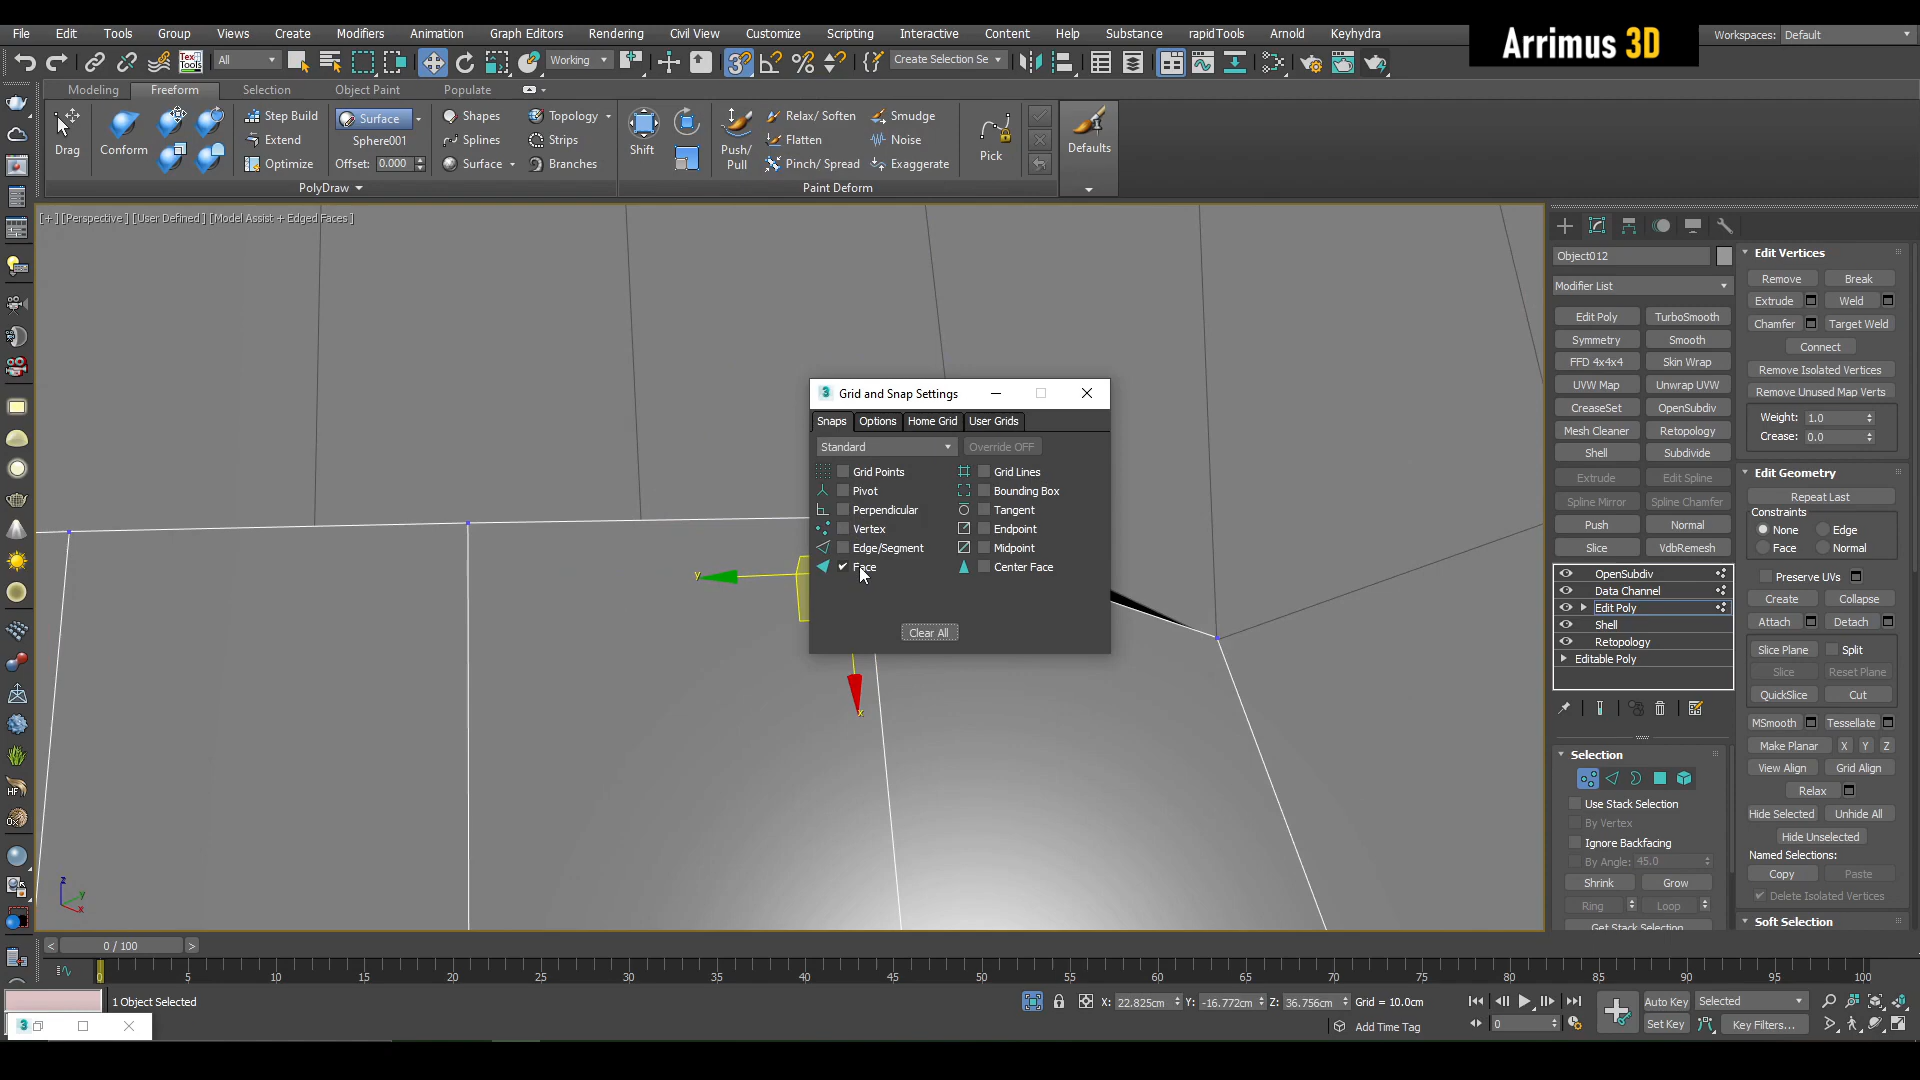 File Edit Tools Group Views Create Modifiers Animation Graph Editors Rendering Civil View Customize Scripting Interactive Content Help Substance rapidTools Arnold Keyhydra
Arrimus 3D
Workspaces: Default
All
Working
Create Selection Se
Modeling Freeform Selection Object Paint Populate
Drag
Conform
Step Build
Extend
Optimize
Surface
Sphere001
Offset: 0.000
Shapes
Splines
Surface
Topology
Strips
Branches
PolyDraw
Shift
Push/
Pull
Relax/ Soften
Flatten
Pinch/ Spread
Smudge
Noise
Exaggerate
Pick
Paint Deform
Defaults
[+] [Perspective ] [User Defined ] [Model Assist + Edged Faces ]
3 Grid and Snap Settings
Snaps Options Home Grid User Grids
Standard Override OFF
Grid Points Grid Lines
Pivot Bounding Box
Perpendicular Tangent
Vertex Endpoint
Edge/Segment Midpoint
Face Center Face
Clear All
y
x
z
y
x
Object012
Modifier List
Edit Poly TurboSmooth
Symmetry Smooth
FFD 4x4x4 Skin Wrap
UVW Map Unwrap UVW
CreaseSet OpenSubdiv
Mesh Cleaner Retopology
Shell Subdivide
Extrude Edit Spline
Spline Mirror Spline Chamfer
Push Normal
Slice VdbRemesh
OpenSubdiv
Data Channel
Edit Poly
Shell
Retopology
Editable Poly
Selection
Use Stack Selection
By Vertex
Ignore Backfacing
By Angle: 45.0
Shrink Grow
Ring Loop
Get Stack Selection
Edit Vertices
Remove Break
Extrude Weld
Chamfer Target Weld
Connect
Remove Isolated Vertices
Remove Unused Map Verts
Weight: 1.0
Crease: 0.0
Edit Geometry
Repeat Last
Constraints
None Edge
Face Normal
Preserve UVs
Create Collapse
Attach Detach
Slice Plane Split
Slice Reset Plane
QuickSlice Cut
MSmooth Tessellate
Make Planar X Y Z
View Align Grid Align
Relax
Hide Selected Unhide All
Hide Unselected
Named Selections:
Copy Paste
Delete Isolated Vertices
Soft Selection
< 0 / 100 >
0 5 10 15 20 25 30 35 40 45 50 55 60 65 70 75 80 85 90 95 100
1 Object Selected
X: 22.825cm Y: -16.772cm Z: 36.756cm Grid = 10.0cm
Add Time Tag
0
Auto Key Selected
Set Key Key Filters...
3